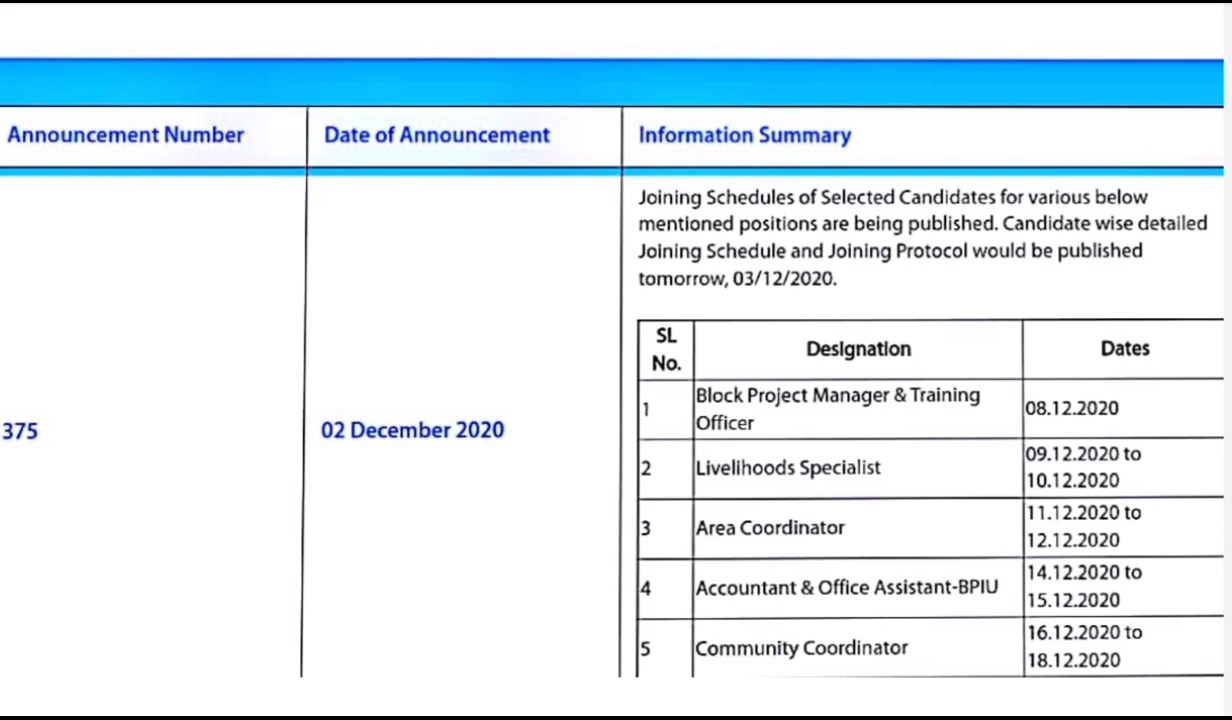 Announcement Number
Date of Announcement
Information Summary
375
02 December 2020
Joining Schedules of Selected Candidates for various below
mentioned positions are being published. Candidate wise detailed
Joining Schedule and Joining Protocol would be published
tomorrow, 03/12/2020.
SL
No.
Designation
Dates
1
Block Project Manager & Training
Officer
08.12.2020
2
Livelihoods Specialist
09.12.2020 to
10.12.2020
3
Area Coordinator
11.12.2020 to
12.12.2020
4
Accountant & Office Assistant-BPIU
14.12.2020 to
15.12.2020
5
Community Coordinator
16.12.2020 to
18.12.2020